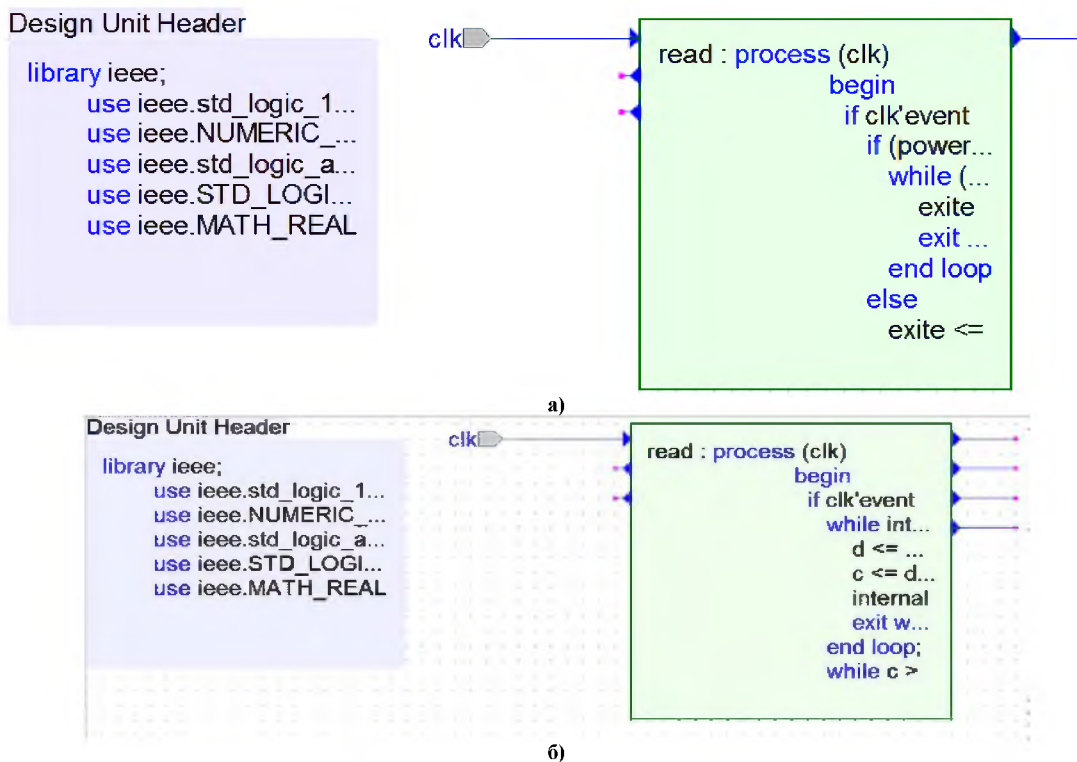 Design Unit Header
library ieee;
use ieee.std_logic_1...
use ieee.NUMERIC_...
use ieee.std_logic_a...
use ieee.STD_LOGI...
use ieee.MATH_REAL
clk
read : process (clk)
begin
if clk'event
if (power...
while (...
exite
exit ...
end loop
else
exite <=
а)
Design Unit Header
library ieee;
use ieee.std_logic_1...
use ieee.NUMERIC_...
use ieee.std_logic_a...
use ieee.STD_LOGI...
use ieee.MATH_REAL
clk
read : process (clk)
begin
if clk'event
while int...
d <= ...
c <= d...
internal
exit w...
end loop;
while c >
б)